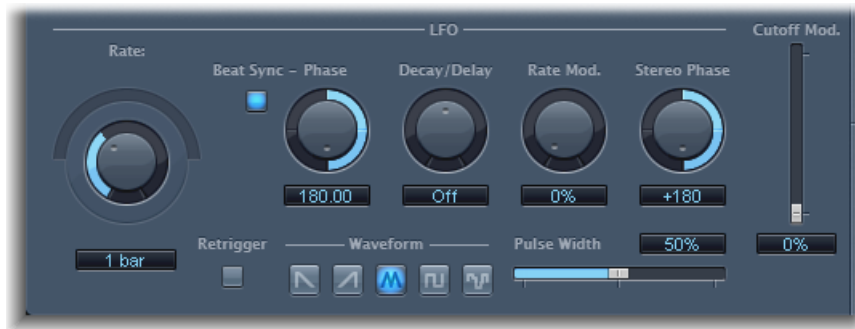 LFO
Cutoff Mod.
Rate:
Beat Sync – Phase
Decay/Delay
Rate Mod.
Stereo Phase
180.00
Off
0%
+180
1 bar
Retrigger
Waveform
Pulse Width
50%
0%